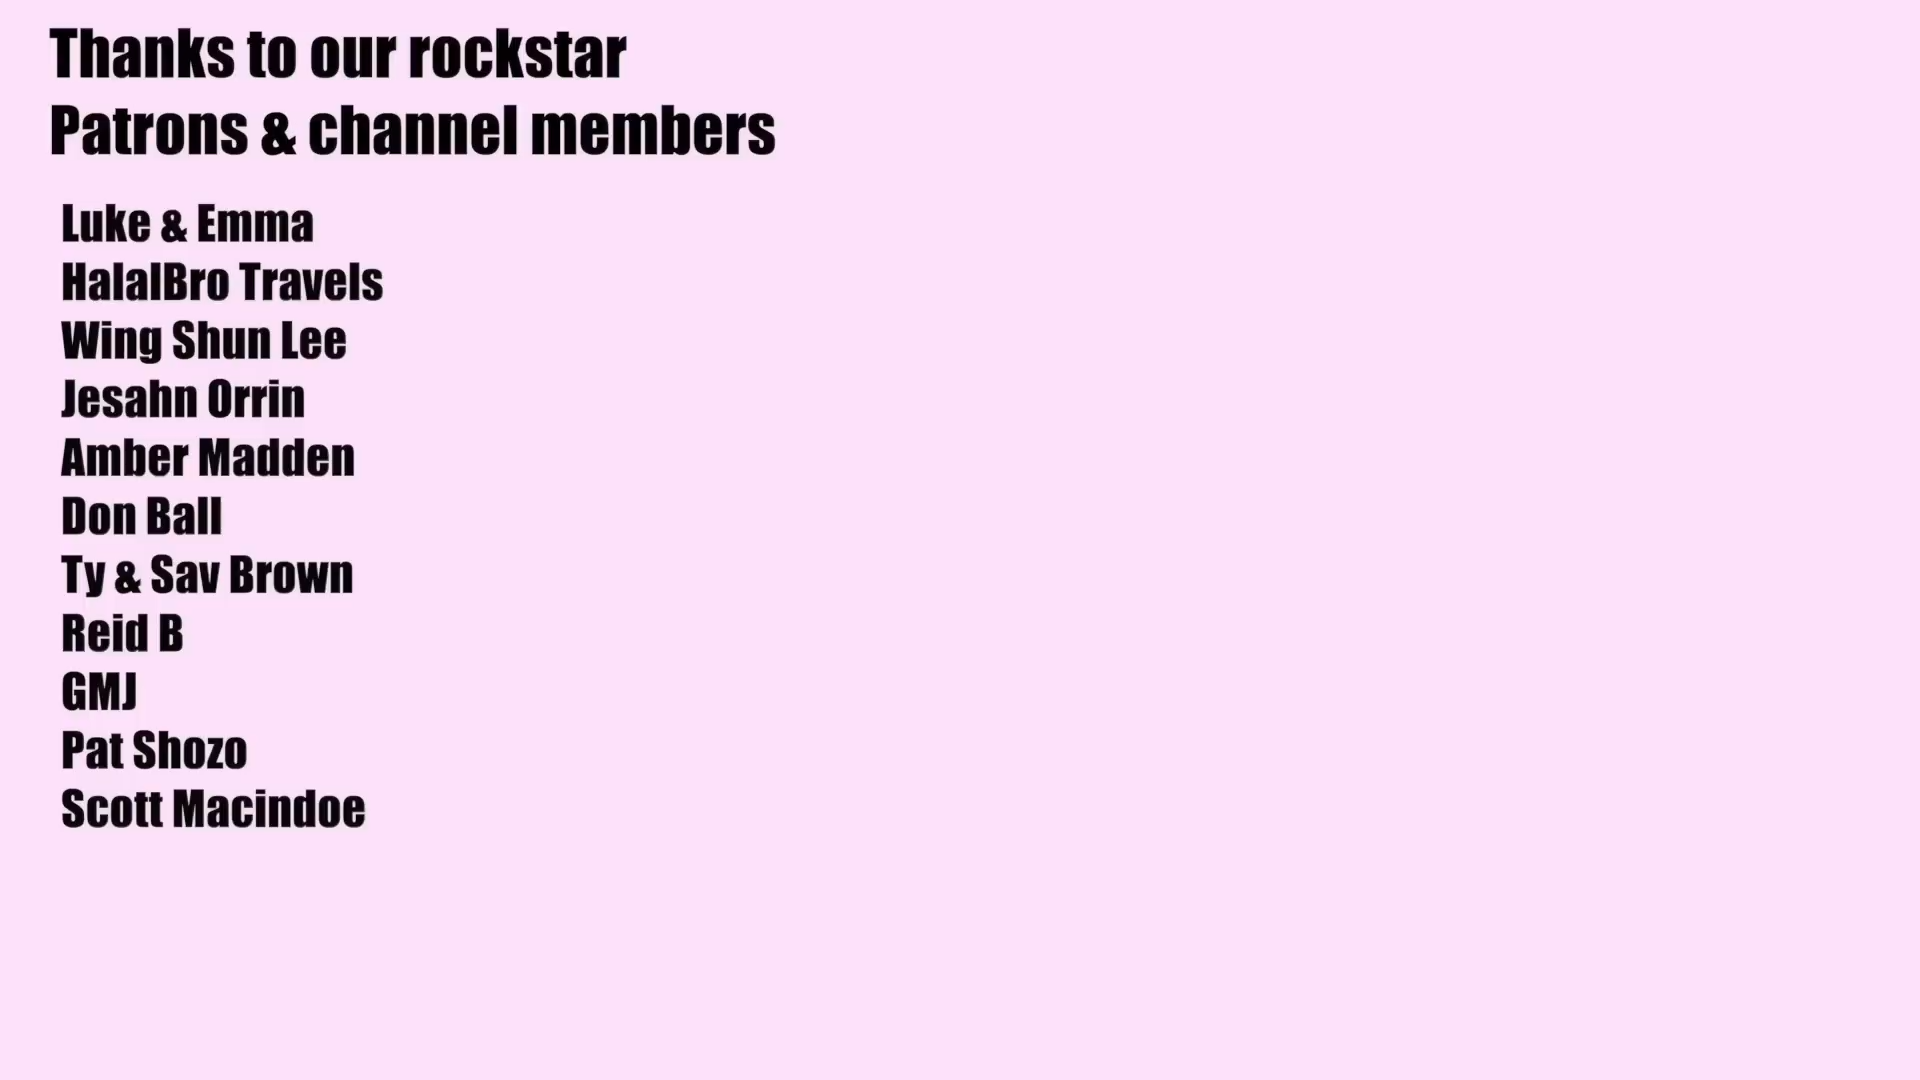 Thanks to our rockstar
Patrons & channel members
Luke & Emma
HalalBro Travels
Wing Shun Lee
Jesahn Orrin
Amber Madden
Don Ball
Ty & Sav Brown
Reid B
GMJ
Pat Shozo
Scott Macindoe